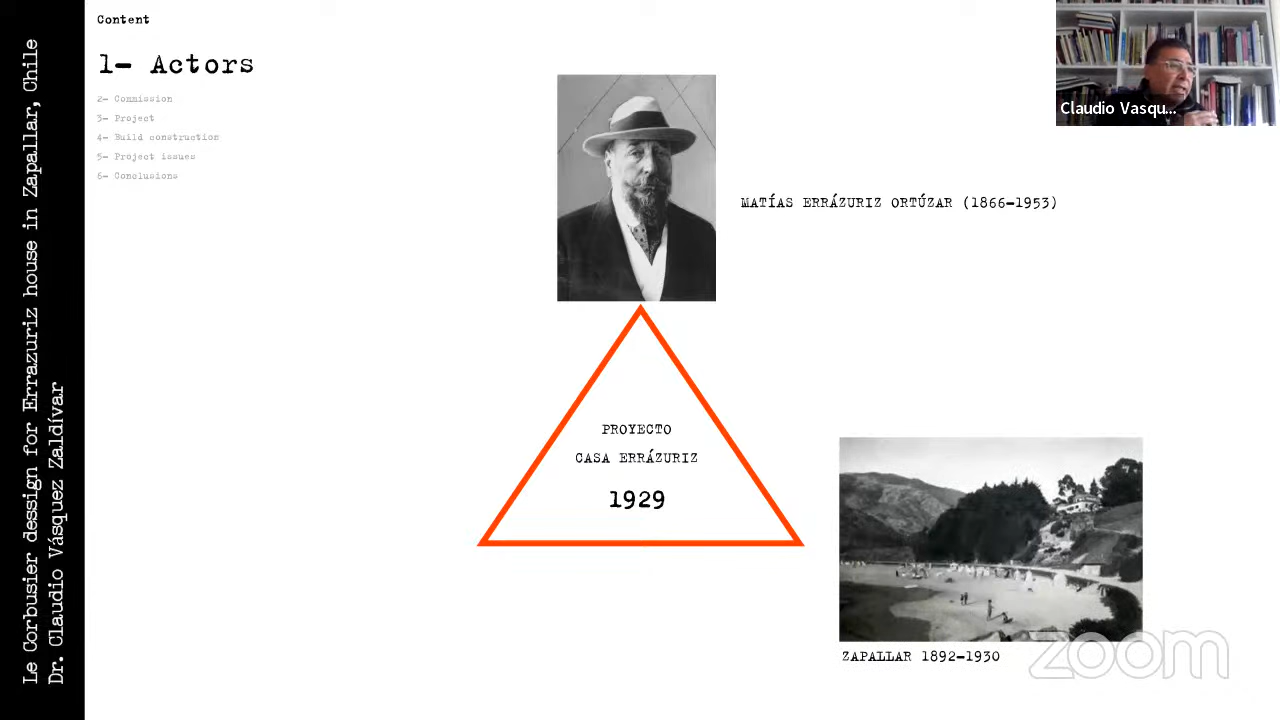 Le Corbusier dessign for Errazuriz house in Zapallar, Chile
Dr. Claudio Vásquez Zaldívar
Content
1- Actors
2- Commission
3- Project
4- Build construction
5- Project issues
6- Conclusions
MATÍAS ERRÁZURIZ ORTÚZAR (1866-1953)
PROYECTO
CASA ERRÁZURIZ
1929
ZAPALLAR 1892-1930
Claudio Vasqu...
zoom